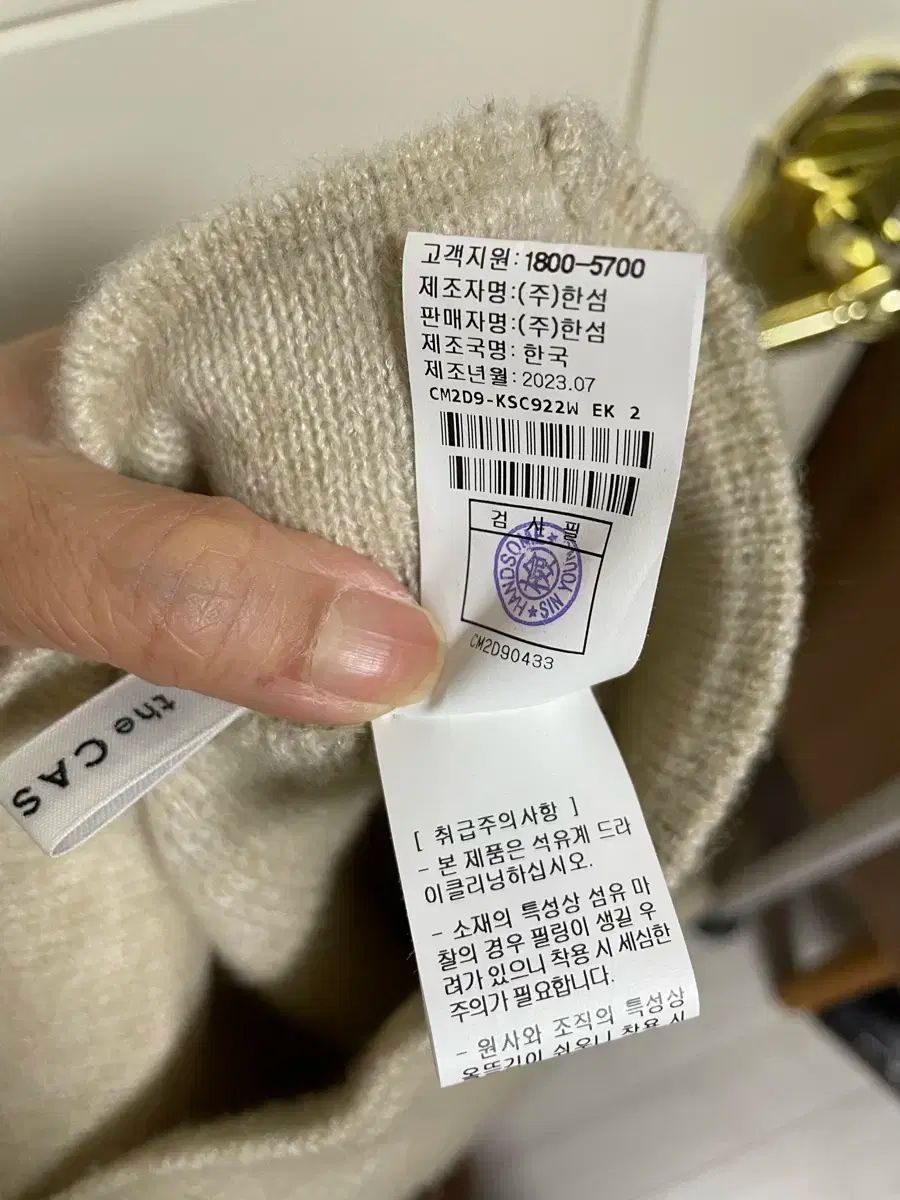 고객지원:1800-5700
제조자명:(주)한섬
판매자명:(주)한섬
제조국명: 한국
제조년월:2023.07
CM2D9-KSC922W EK 2
검 사 필
HANDSOME
CM2D90433
the CAS
[ 취급주의사항 ]
- 본 제품은 석유계 드라
이클리닝하십시오.
- 소재의 특성상 섬유 마
찰의 경우 필링이 생길 우
려가 있으니 착용 시 세심한
주의가 필요합니다.
- 원사와 조직의 특성상